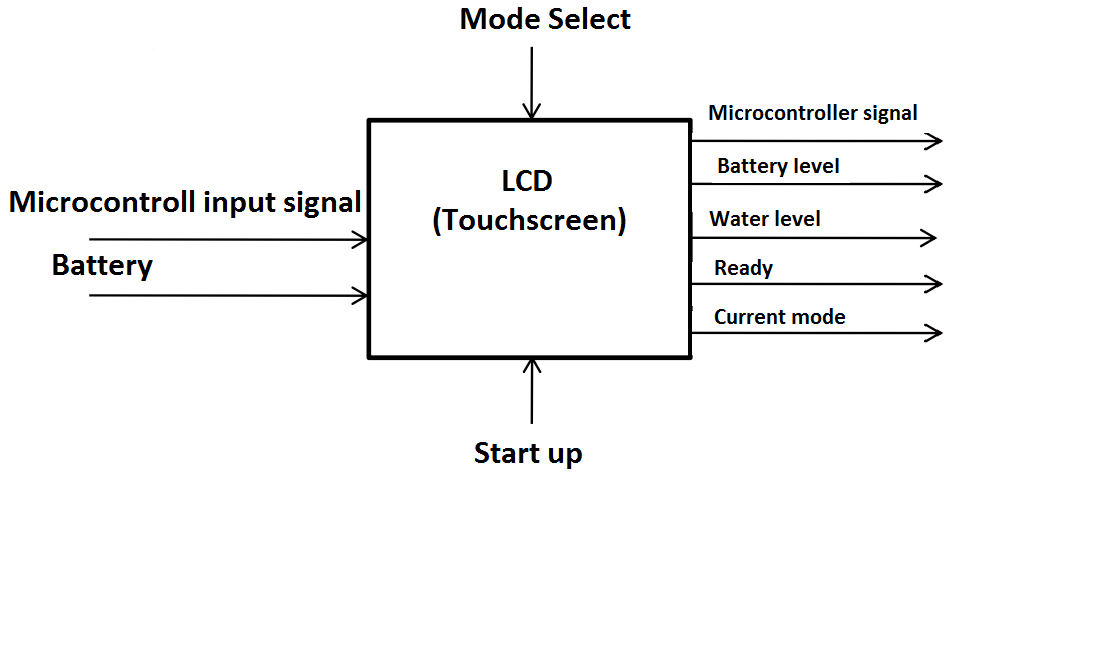 Mode Select
Microcontroller signal
Battery level
LCD
(Touchscreen)
Microcontroll input signal
Water level
Battery
Ready
Current mode
Start up